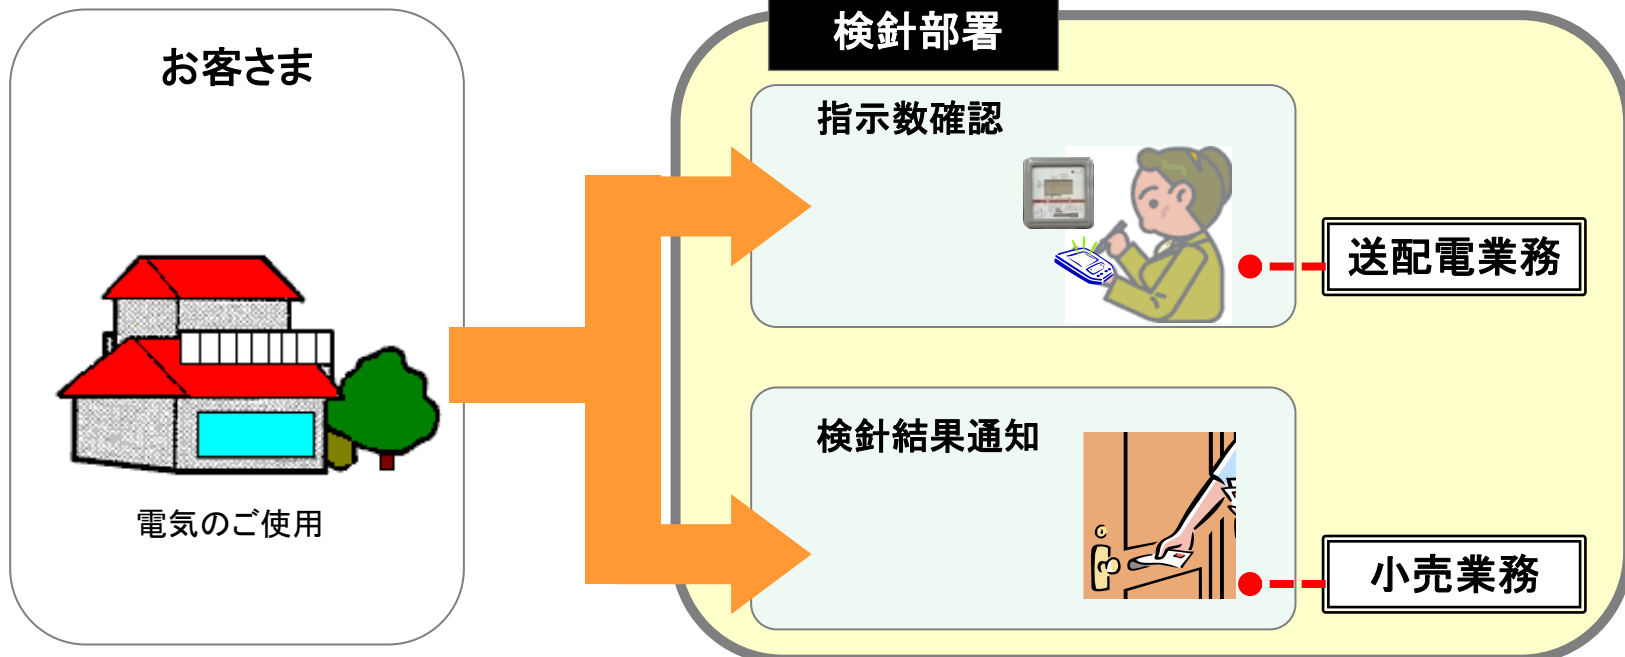 お客さま
電気のご使用
検針部署
指示数確認
送配電業務
検針結果通知
小売業務